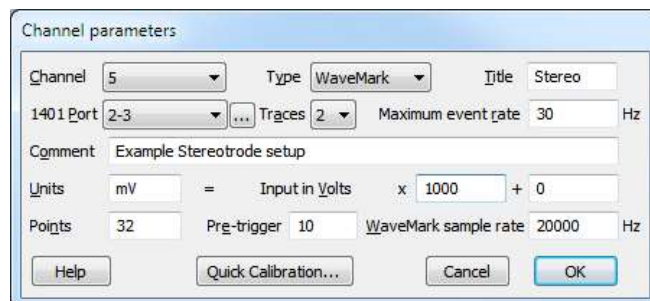 Channel parameters
Channel 5 Type WaveMark Title Stereo
1401 Port 2-3 ... Traces 2 Maximum event rate 30 Hz
Comment Example Stereotrode setup
Units mV = Input in Volts x 1000 + 0
Points 32 Pre-trigger 10 WaveMark sample rate 20000 Hz
Help Quick Calibration... Cancel OK